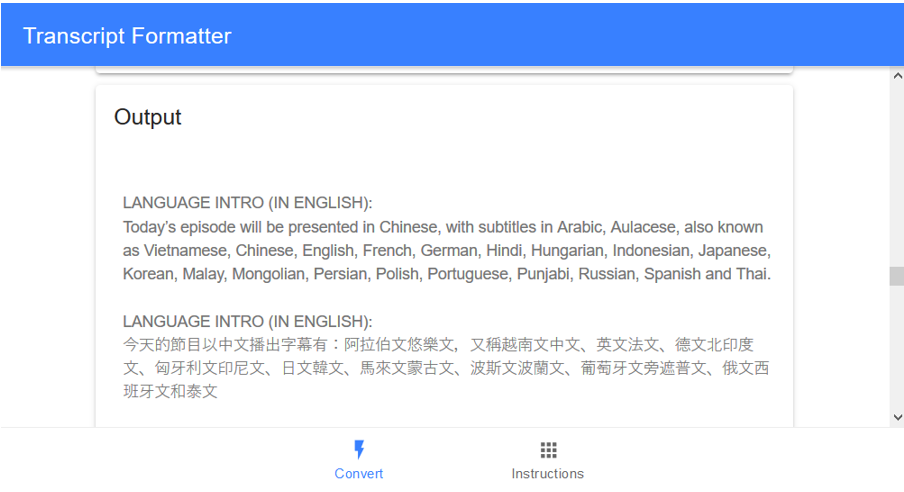 Transcript Formatter
Output
LANGUAGE INTRO (IN ENGLISH):
Today's episode will be presented in Chinese, with subtitles in Arabic, Aulacese, also known
as Vietnamese, Chinese, English, French, German, Hindi, Hungarian, Indonesian, Japanese,
Korean, Malay, Mongolian, Persian, Polish, Portuguese, Punjabi, Russian, Spanish and Thai.
LANGUAGE INTRO (IN ENGLISH):
今天的節目以中文播出字幕有：阿拉伯文悠樂文，又稱越南文中文、英文法文、德文北印度
文、匈牙利文印尼文、日文韓文、馬來文蒙古文、波斯文波蘭文、葡萄牙文旁遮普文、俄文西
班牙文和泰文
Convert
Instructions